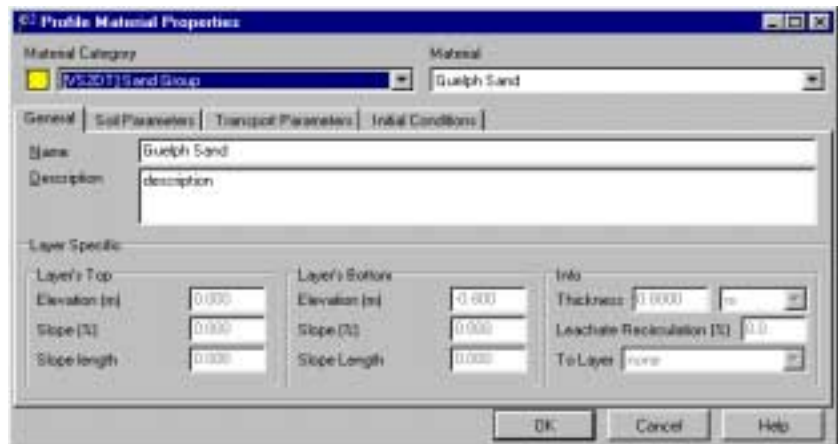 Profile Material Properties
Material Category Material
[VS2DT] Sand Group Guelph Sand
General Soil Parameters Transport Parameters Initial Conditions
Name Guelph Sand
Description description
Layer Specific
Layer's Top Layer's Bottom Info
Elevation (m) 0.000 Elevation (m) -0.600 Thickness m
Slope (%) 0.000 Slope (%) 0.000 Leachate Recirculation (%) 0.0
Slope length 0.000 Slope Length 0.000 To Layer none
OK Cancel Help